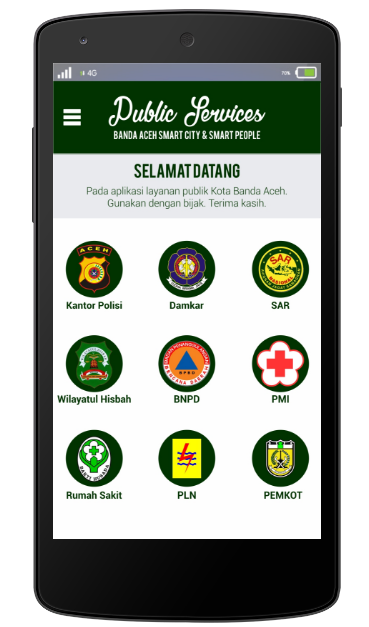 4G
70%
Public Services
BANDA ACEH SMART CITY & SMART PEOPLE
SELAMAT DATANG
Pada aplikasi layanan publik Kota Banda Aceh.
Gunakan dengan bijak. Terima kasih.
ACEH
SAR
NASIONAL
Kantor Polisi Damkar SAR
BPBD
Wilayatul Hisbah BNPD PMI
Rumah Sakit PLN PEMKOT